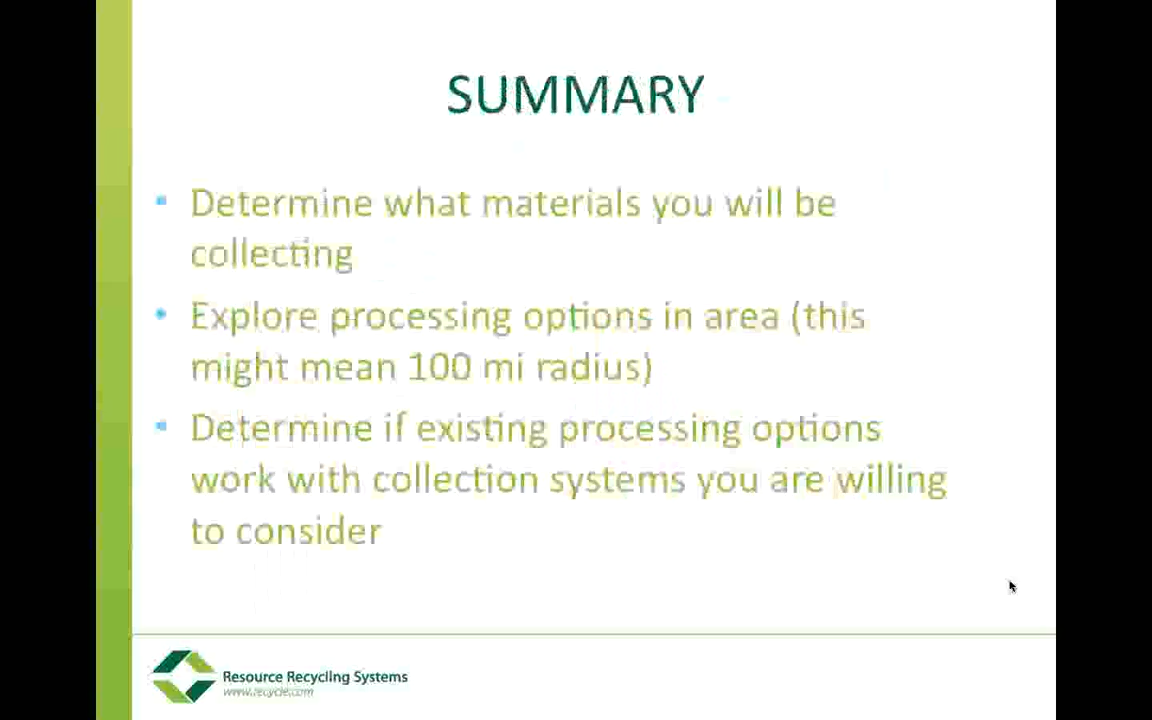 SUMMARY
Determine what materials you will be
collecting
Explore processing options in area (this
might mean 100 mi radius)
Determine if existing processing options
work with collection systems you are willing
to consider
Resource Recycling Systems
www.recycle.com